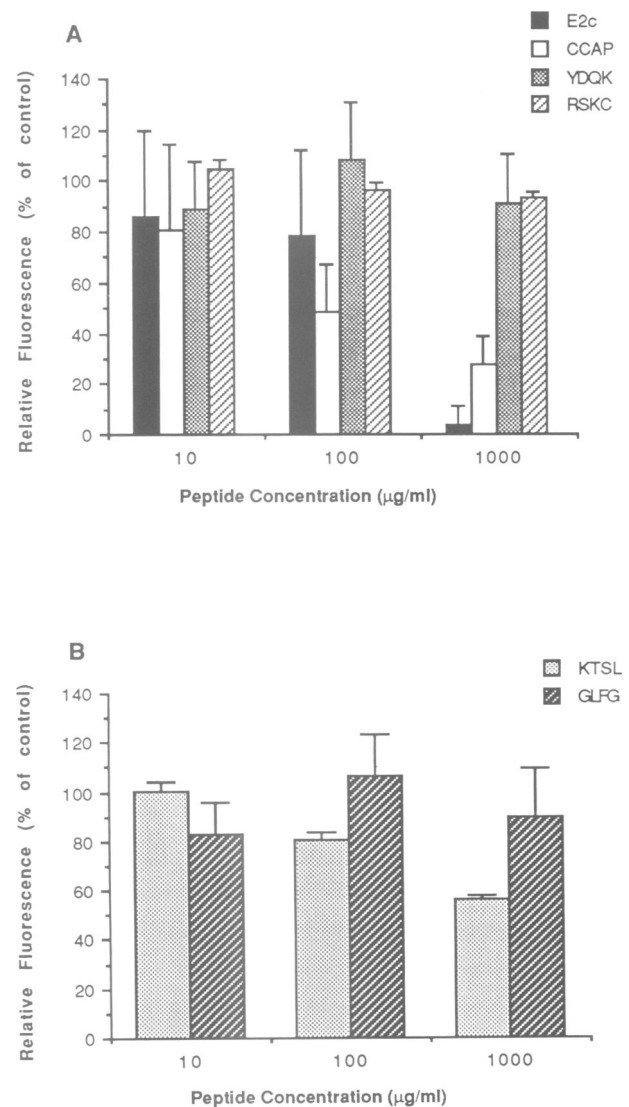 A
E2c
CCAP
YDQK
RSKC
Relative Fluorescence (% of control)
140
120
100
80
60
40
20
0
10 100 1000
Peptide Concentration (μg/ml)
B
KTSL
GLFG
Relative Fluorescence (% of control)
140
120
100
80
60
40
20
0
10 100 1000
Peptide Concentration (μg/ml)